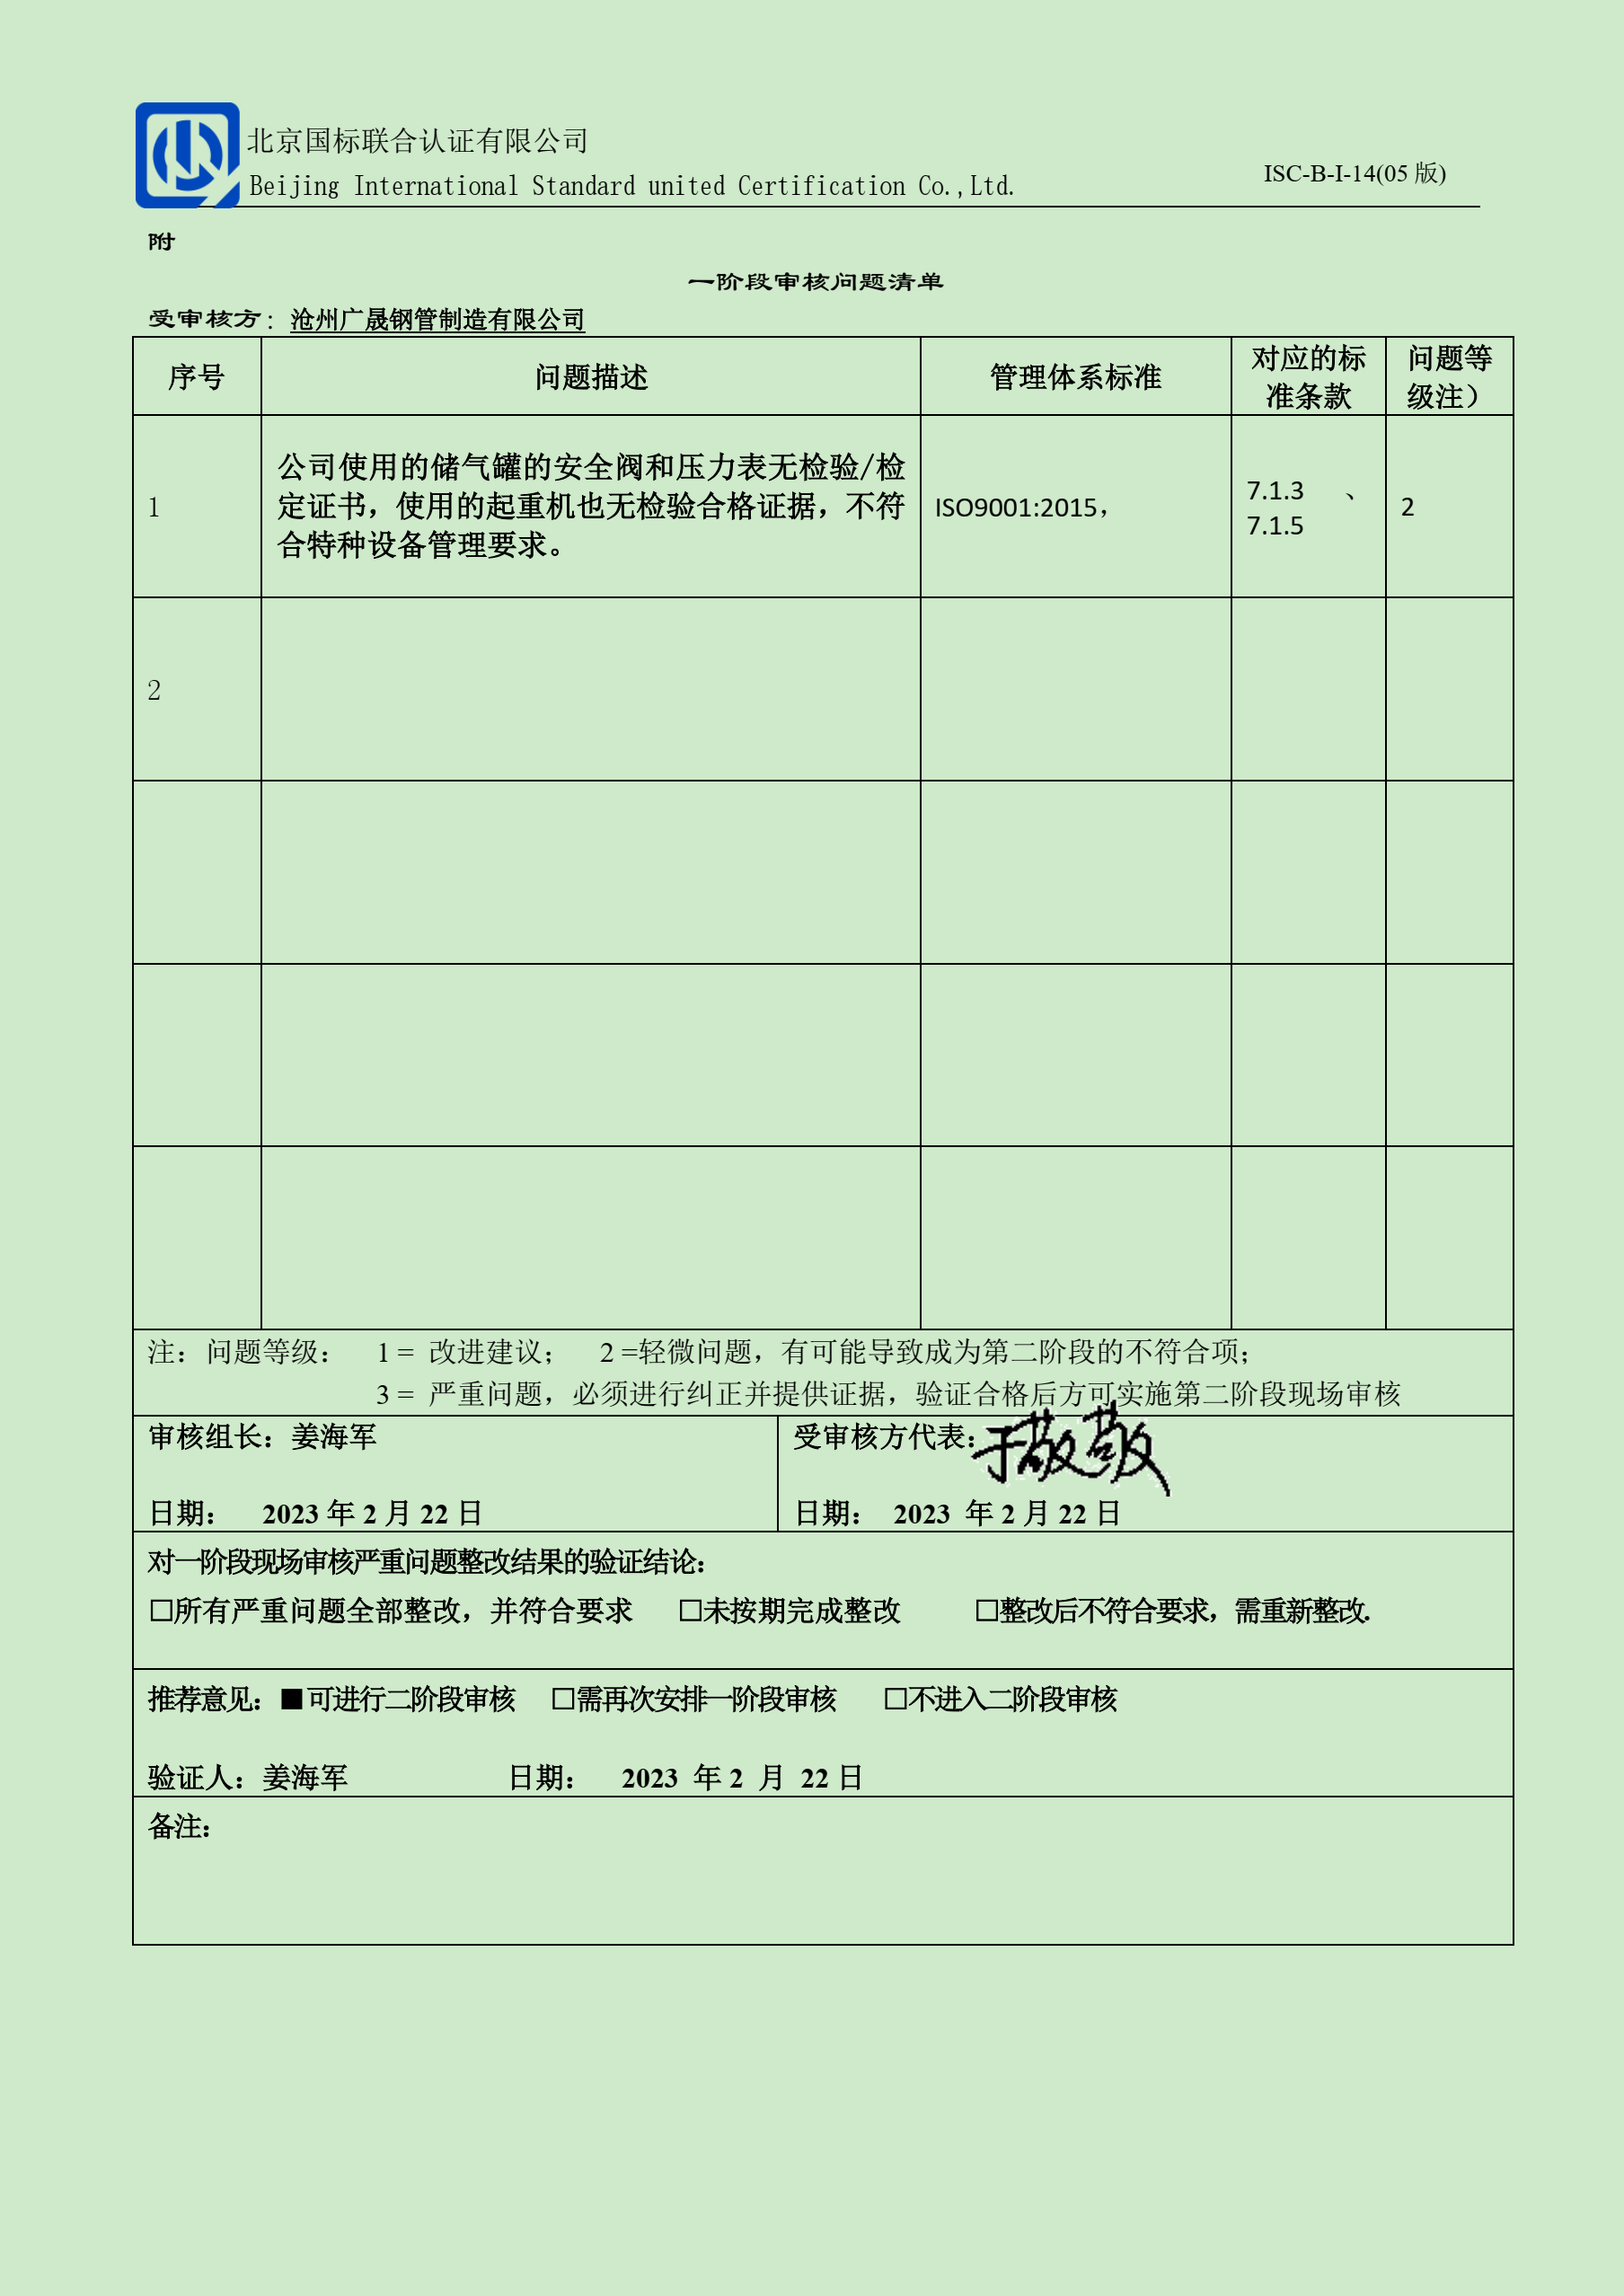 北京国标联合认证有限公司
Beijing International Standard united Certification Co.,Ltd.
ISC-B-I-14(05 版)
附
一阶段审核问题清单
受审核方：沧州广晟钢管制造有限公司
序号 问题描述 管理体系标准 对应的标准条款 问题等级注）
1
公司使用的储气罐的安全阀和压力表无检验/检
定证书，使用的起重机也无检验合格证据，不符
合特种设备管理要求。
ISO9001:2015，
7.1.3 、
7.1.5
2
2
注：问题等级： 1 = 改进建议； 2 =轻微问题，有可能导致成为第二阶段的不符合项；
3 = 严重问题，必须进行纠正并提供证据，验证合格后方可实施第二阶段现场审核
审核组长：姜海军
日期： 2023 年 2 月 22 日
受审核方代表：
日期： 2023 年 2 月 22 日
对一阶段现场审核严重问题整改结果的验证结论：
□所有严重问题全部整改，并符合要求 □未按期完成整改 □整改后不符合要求，需重新整改.
推荐意见：■可进行二阶段审核 □需再次安排一阶段审核 □不进入二阶段审核
验证人：姜海军 日期： 2023 年 2 月 22 日
备注：